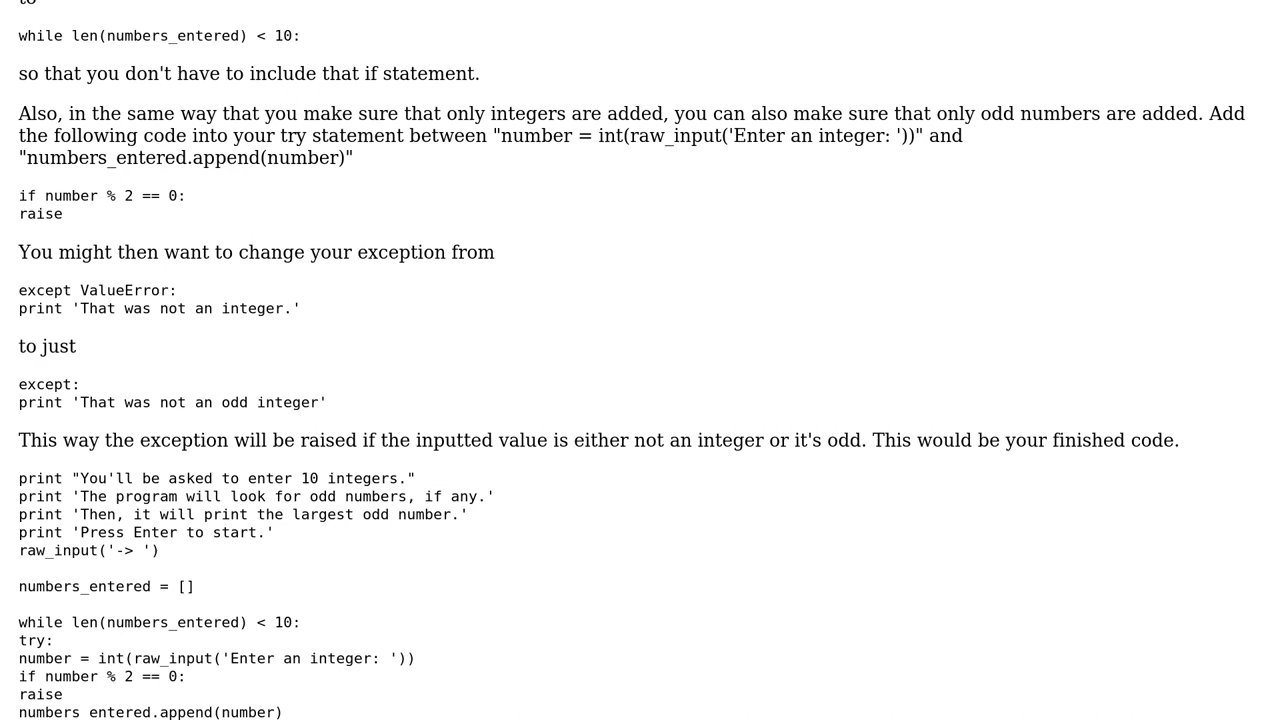 to
while len(numbers_entered) < 10:
so that you don't have to include that if statement.
Also, in the same way that you make sure that only integers are added, you can also make sure that only odd numbers are added. Add
the following code into your try statement between "number = int(raw_input('Enter an integer: '))" and
"numbers_entered.append(number)"
if number % 2 == 0:
raise
You might then want to change your exception from
except ValueError:
print 'That was not an integer.'
to just
except:
print 'That was not an odd integer'
This way the exception will be raised if the inputted value is either not an integer or it's odd. This would be your finished code.
print "You'll be asked to enter 10 integers."
print 'The program will look for odd numbers, if any.'
print 'Then, it will print the largest odd number.'
print 'Press Enter to start.'
raw_input('-> ')
numbers_entered = []
while len(numbers_entered) < 10:
try:
number = int(raw_input('Enter an integer: '))
if number % 2 == 0:
raise
numbers_entered.append(number)